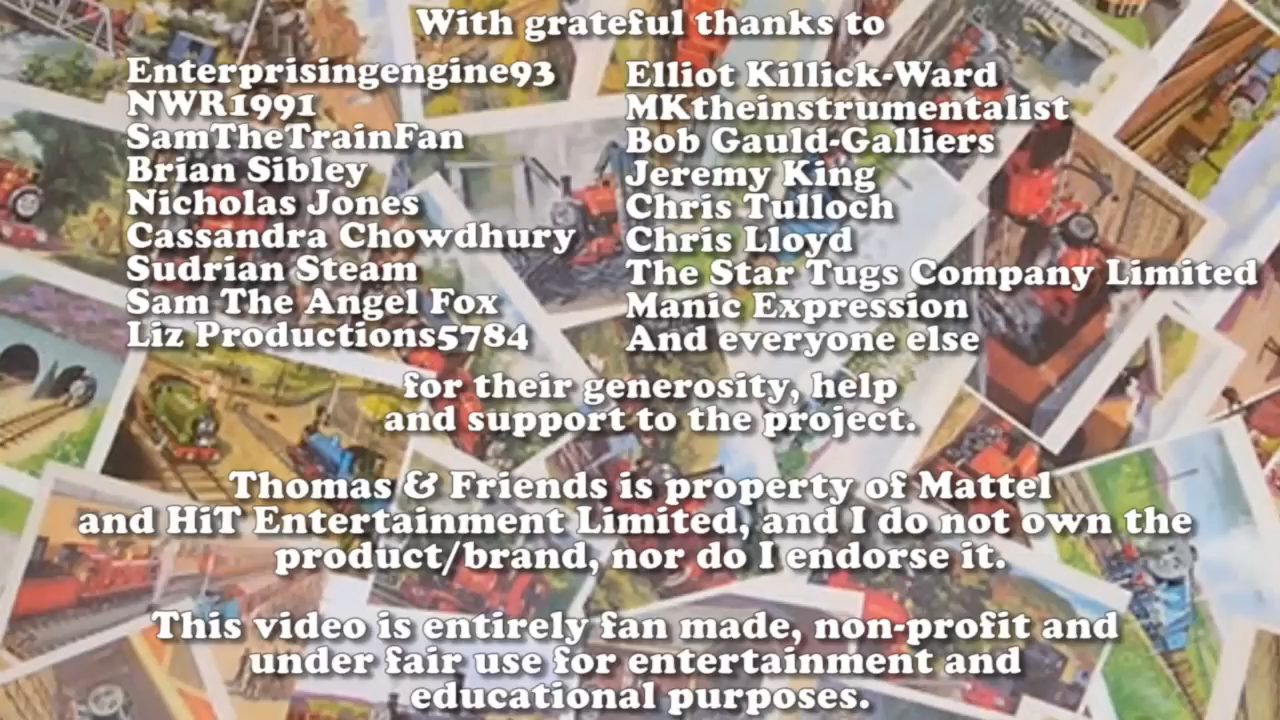 With grateful thanks to
Enterprisingengine93
NWR1991
SamTheTrainFan
Brian Sibley
Nicholas Jones
Cassandra Chowdhury
Sudrian Steam
Sam The Angel Fox
Liz Productions5784
Elliot Killick-Ward
MKtheinstrumentalist
Bob Gauld-Galliers
Jeremy King
Chris Tulloch
Chris Lloyd
The Star Tugs Company Limited
Manic Expression
And everyone else
for their generosity, help
and support to the project.
Thomas & Friends is property of Mattel
and HiT Entertainment Limited, and I do not own the
product/brand, nor do I endorse it.
This video is entirely fan made, non-profit and
under fair use for entertainment and
educational purposes.